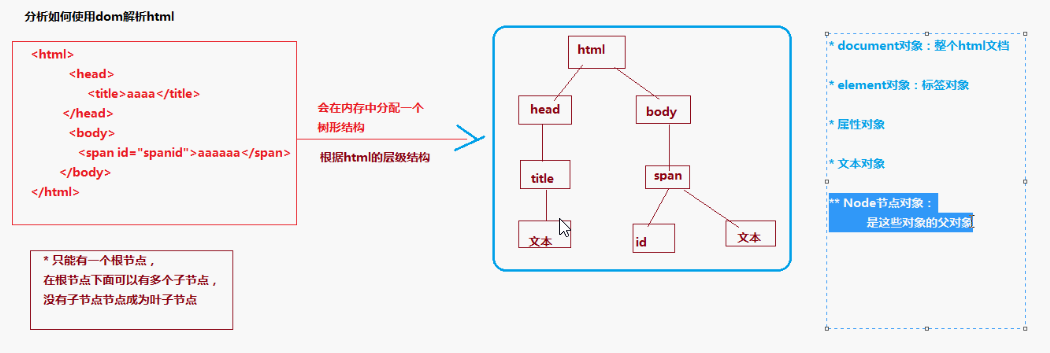 分析如何使用dom解析html
<html>
<head>
<title>aaaa</title>
</head>
<body>
<span id="spanid">aaaaaa</span>
</body>
</html>
* 只能有一个根节点，
在根节点下面可以有多个子节点，
没有子节点节点成为叶子节点
会在内存中分配一个
树形结构
根据html的层级结构
html
head
body
title
span
文本
id
文本
* document对象：整个html文档
* element对象：标签对象
* 属性对象
* 文本对象
** Node节点对象：
是这些对象的父对象